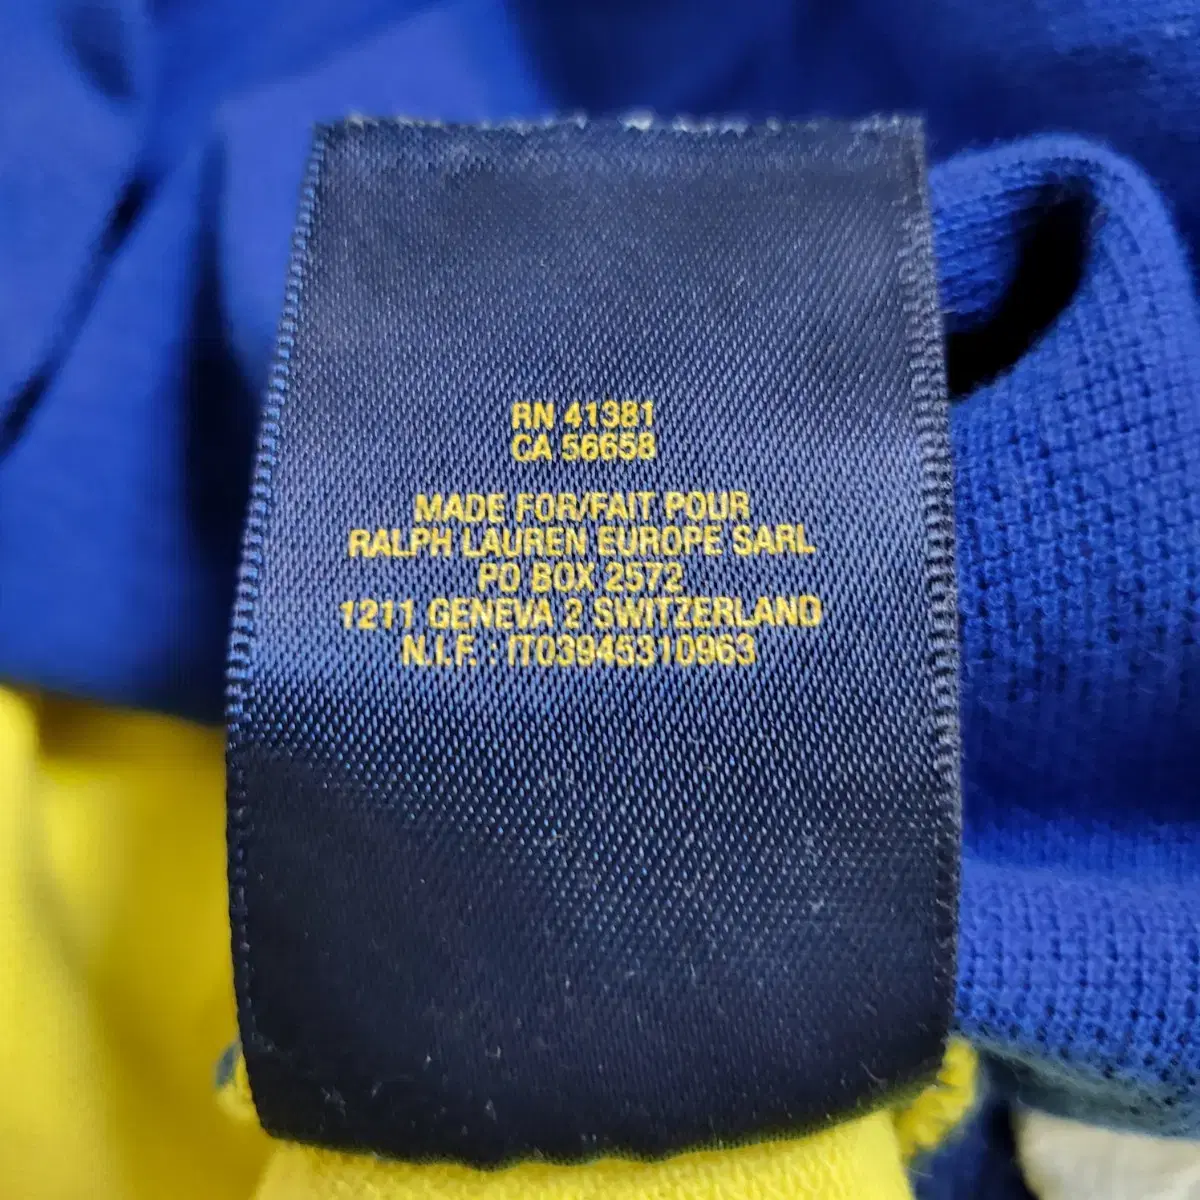 RN 41381
CA 56658
MADE FOR/FAIT POUR
RALPH LAUREN EUROPE SARL
PO BOX 2572
1211 GENEVA 2 SWITZERLAND
N.I.F. : IT03945310963